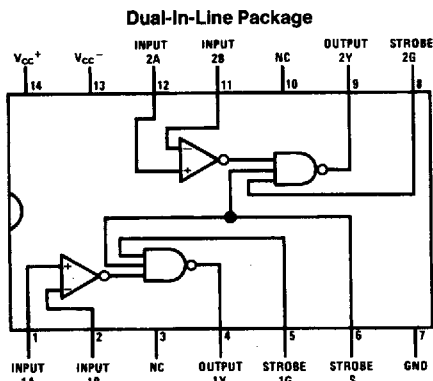 Dual-In-Line Package
VCC+ VCC− INPUT 2A INPUT 2B NC OUTPUT 2Y STROBE 2G
14 13 12 11 10 9 8
− +
+ −
1 2 3 4 5 6 7
INPUT 1A INPUT 1B NC OUTPUT 1Y STROBE 1G STROBE S GND